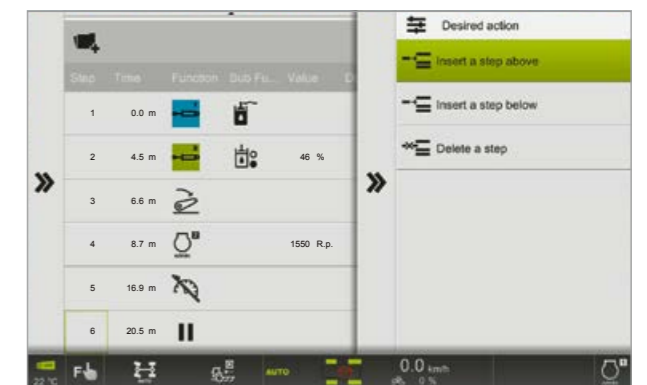 Desired action
Insert a step above
Insert a step below
Delete a step
Step Time Function Sub Fu... Value D
1 0.0 m
2 4.5 m 46 %
3 6.6 m
4 8.7 m 1550 R.p.
5 16.9 m
6 20.5 m
22 °C F AUTO AUTO 0.0 km/h 0 %